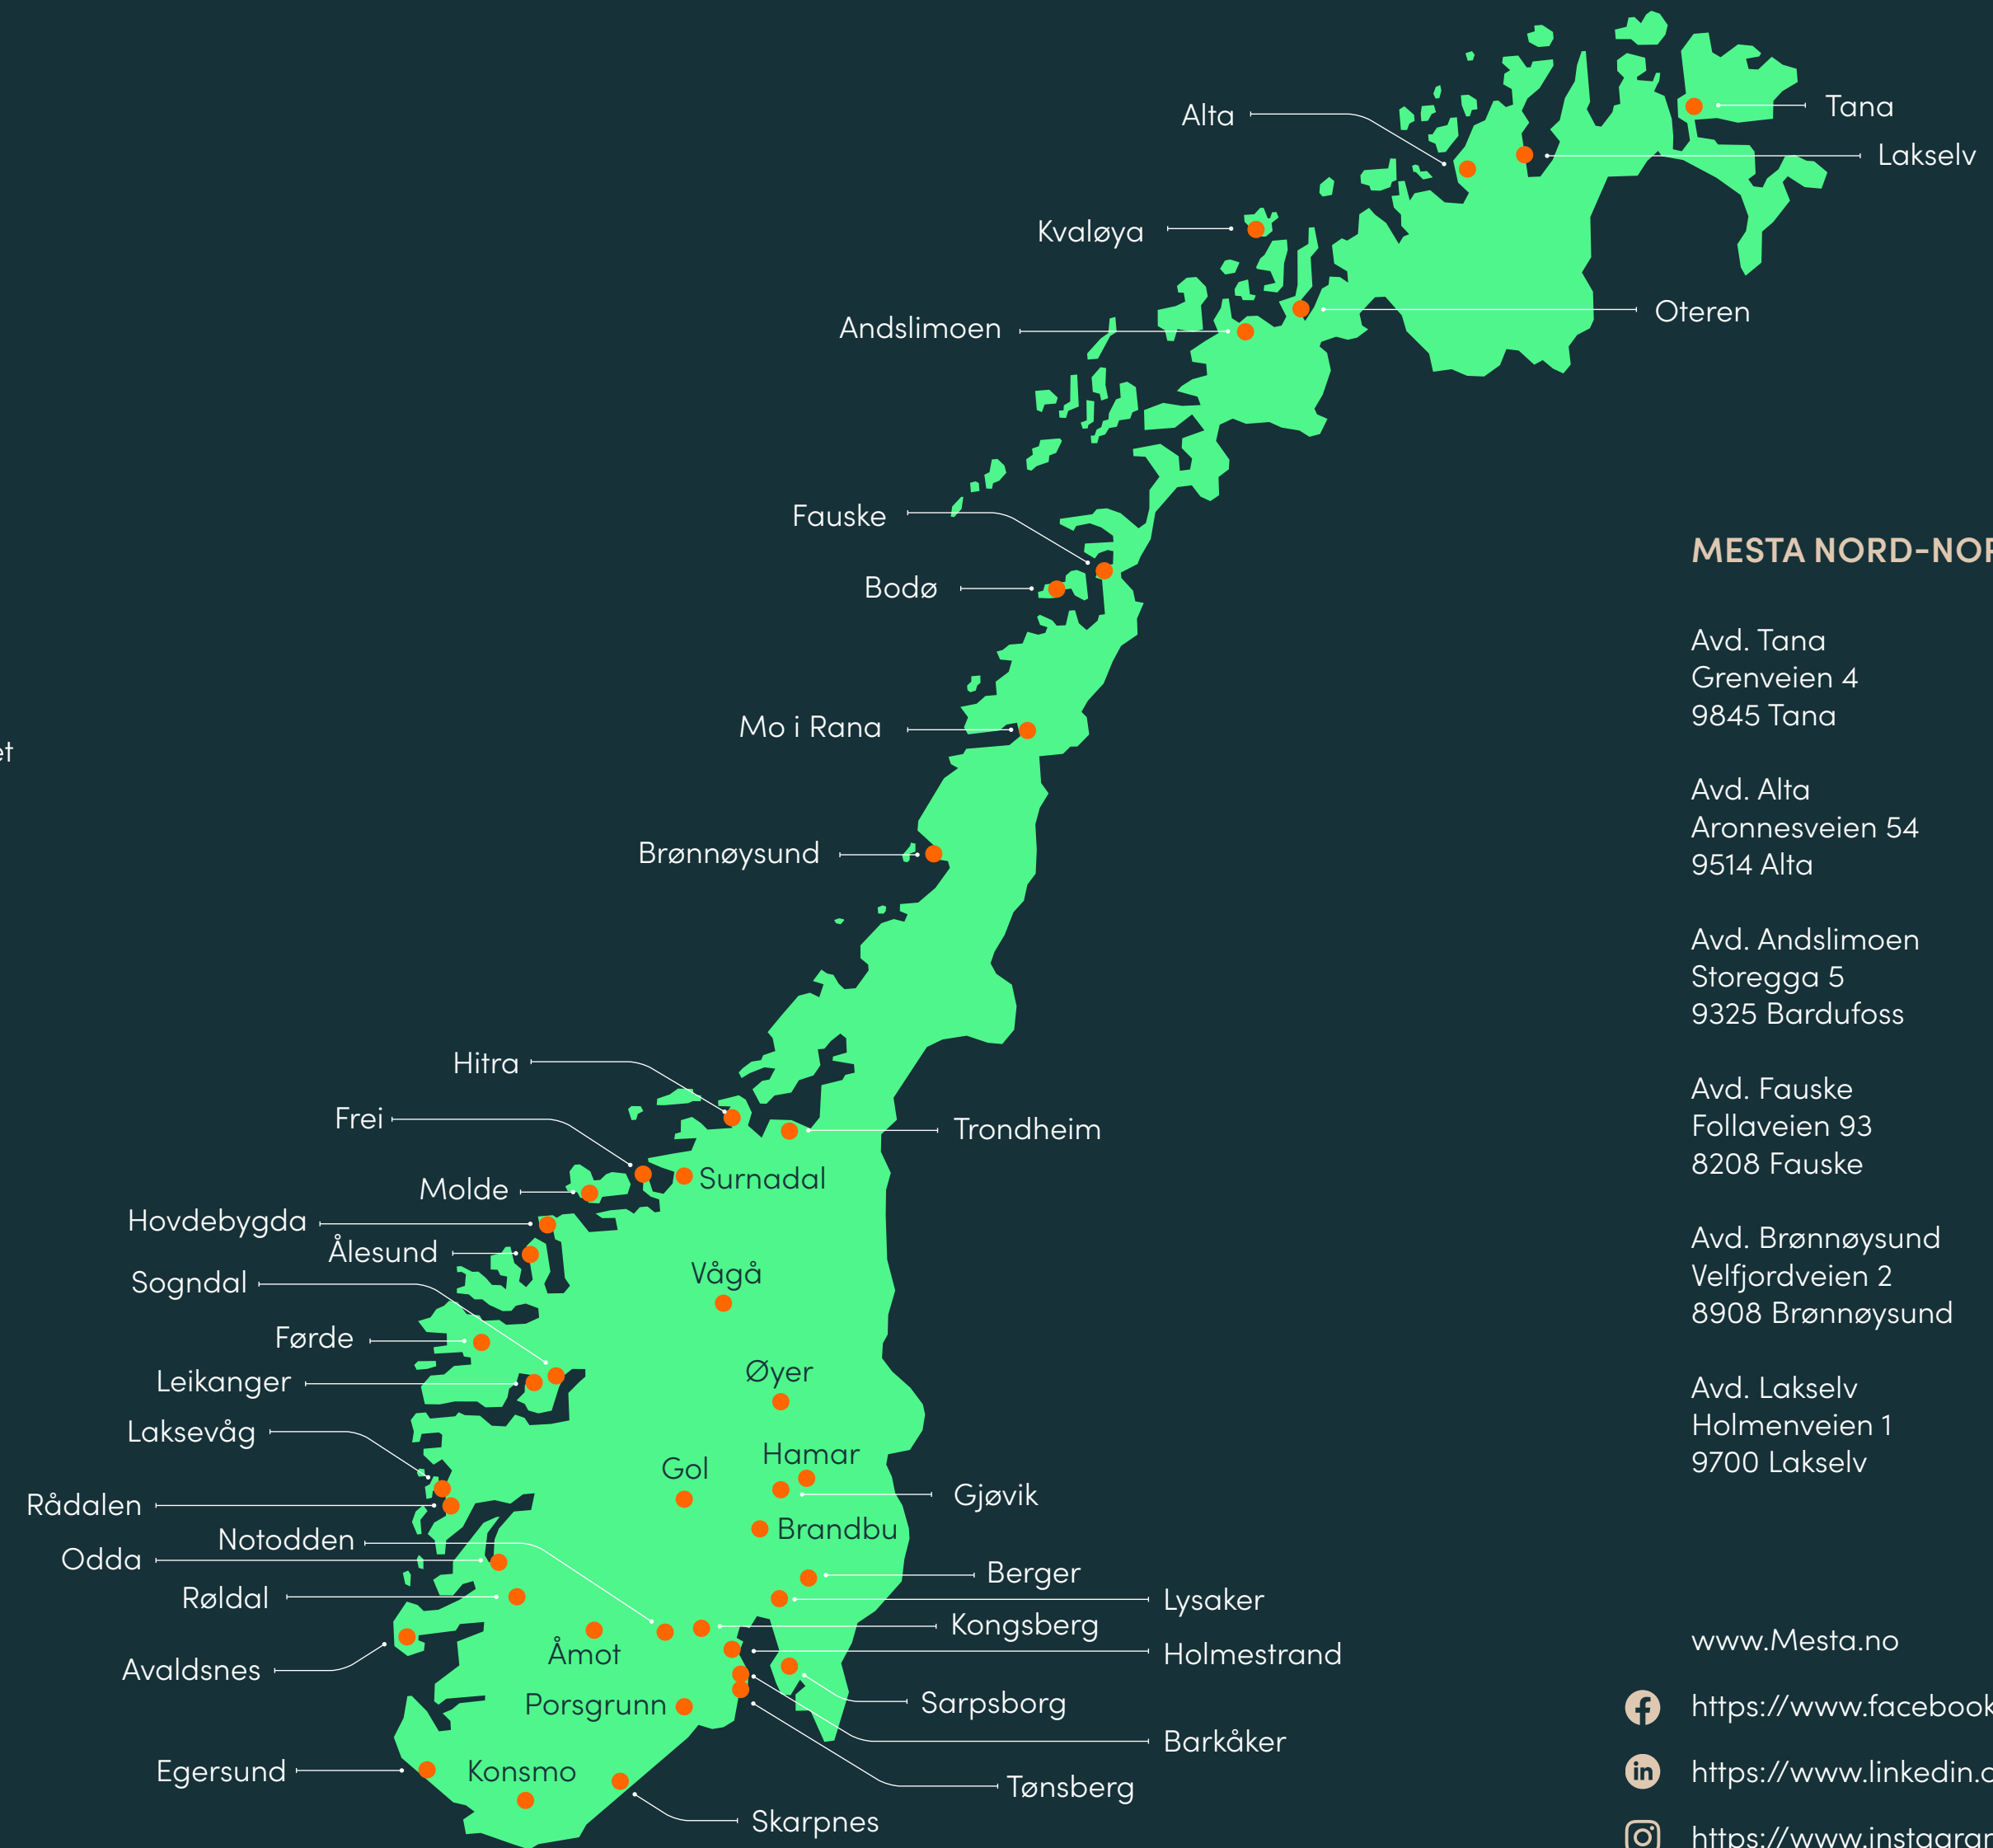 Tana
Alta
Lakselv
Kvaløya
Oteren
Andslimoen
Fauske
Bodø
Mo i Rana
et
Brønnøysund
Hitra
Frei
Trondheim
Surnadal
Molde
Hovdebygda
Ålesund
Vågå
Sogndal
Førde
Øyer
Leikanger
Laksevåg
Hamar
Gol
Gjøvik
Rådalen
Brandbu
Notodden
Odda
Berger
Røldal
Lysaker
Kongsberg
Åmot
Holmestrand
Avaldsnes
Porsgrunn
Sarpsborg
Barkåker
Egersund
Konsmo
Tønsberg
Skarpnes
MESTA NORD-NOR
Avd. Tana
Grenveien 4
9845 Tana
Avd. Alta
Aronnesveien 54
9514 Alta
Avd. Andslimoen
Storegga 5
9325 Bardufoss
Avd. Fauske
Follaveien 93
8208 Fauske
Avd. Brønnøysund
Velfjordveien 2
8908 Brønnøysund
Avd. Lakselv
Holmenveien 1
9700 Lakselv
www.Mesta.no
https://www.facebook
https://www.linkedin.c
https://www.instagram